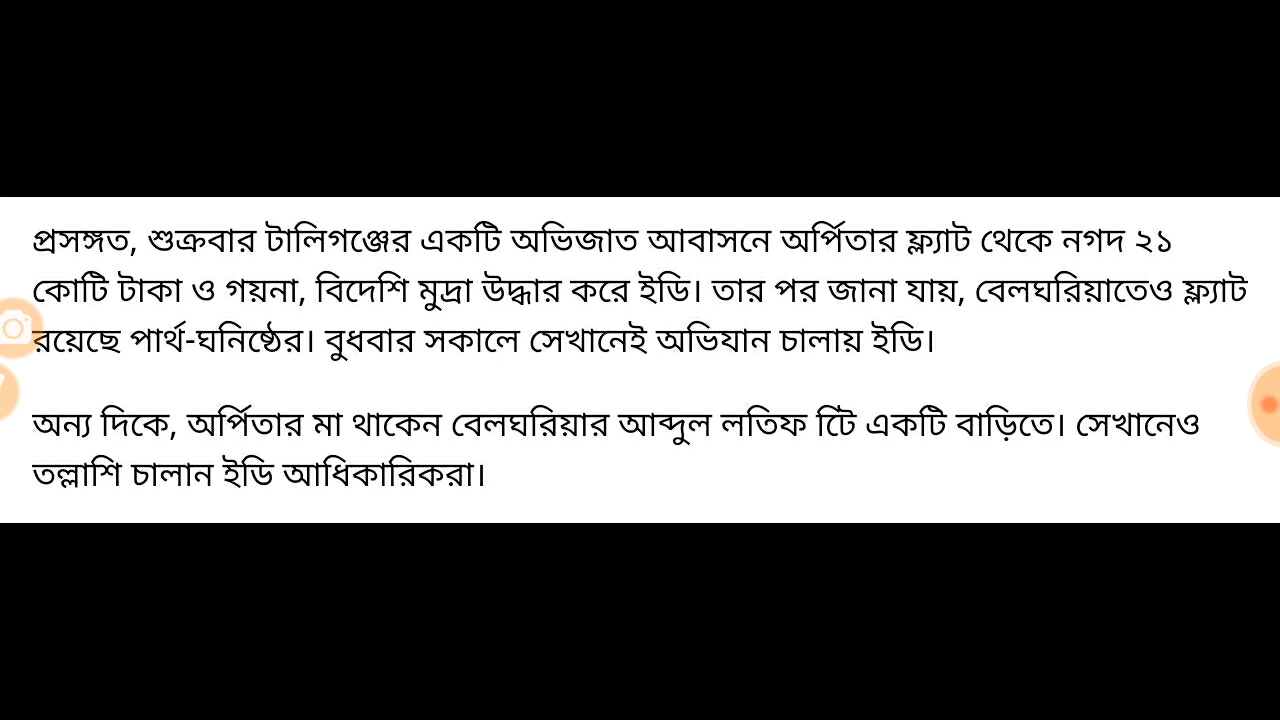 প্রসঙ্গত, শুক্রবার টালিগঞ্জের একটি অভিজাত আবাসনে অর্পিতার ফ্ল্যাট থেকে নগদ ২১
কোটি টাকা ও গয়না, বিদেশি মুদ্রা উদ্ধার করে ইডি। তার পর জানা যায়, বেলঘরিয়াতেও ফ্ল্যাট
রয়েছে পার্থ-ঘনিষ্ঠের। বুধবার সকালে সেখানেই অভিযান চালায় ইডি।
অন্য দিকে, অর্পিতার মা থাকেন বেলঘরিয়ার আব্দুল লতিফ একটি বাড়িতে। সেখানেও
তল্লাশি চালান ইডি আধিকারিকরা।